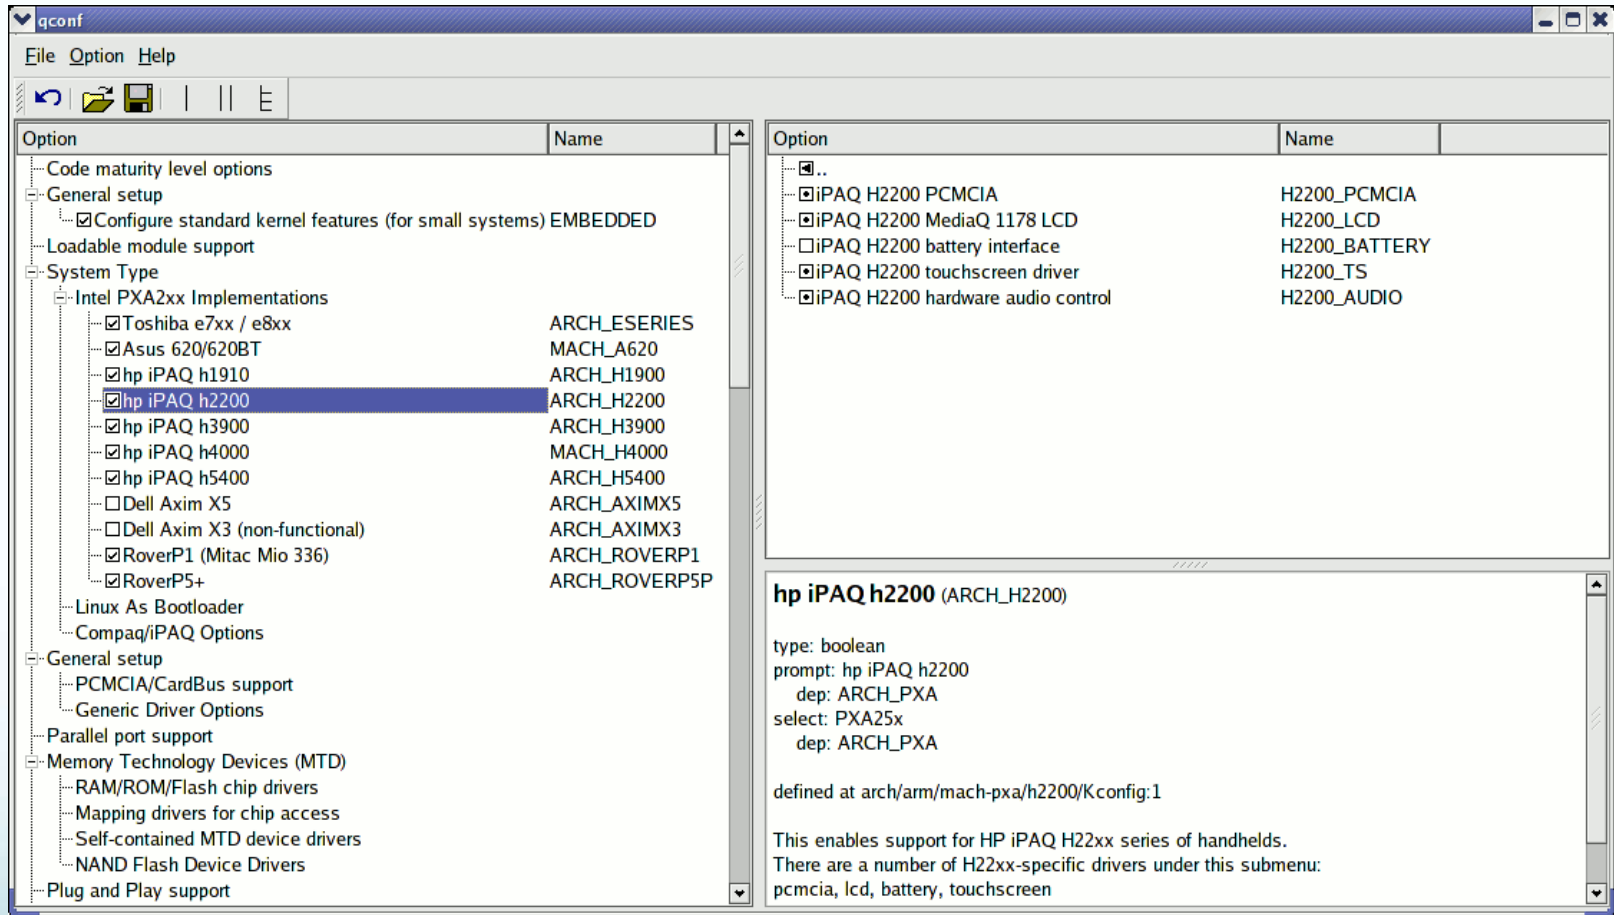 qconf
File Option Help
Option Name
Code maturity level options
General setup
Configure standard kernel features (for small systems) EMBEDDED
Loadable module support
System Type
Intel PXA2xx Implementations
Toshiba e7xx / e8xx ARCH_ESERIES
Asus 620/620BT MACH_A620
hp iPAQ h1910 ARCH_H1900
hp iPAQ h2200 ARCH_H2200
hp iPAQ h3900 ARCH_H3900
hp iPAQ h4000 MACH_H4000
hp iPAQ h5400 ARCH_H5400
Dell Axim X5 ARCH_AXIMX5
Dell Axim X3 (non-functional) ARCH_AXIMX3
RoverP1 (Mitac Mio 336) ARCH_ROVERP1
RoverP5+ ARCH_ROVERP5P
Linux As Bootloader
Compaq/iPAQ Options
General setup
PCMCIA/CardBus support
Generic Driver Options
Parallel port support
Memory Technology Devices (MTD)
RAM/ROM/Flash chip drivers
Mapping drivers for chip access
Self-contained MTD device drivers
NAND Flash Device Drivers
Plug and Play support
Option Name
..
iPAQ H2200 PCMCIA H2200_PCMCIA
iPAQ H2200 MediaQ 1178 LCD H2200_LCD
iPAQ H2200 battery interface H2200_BATTERY
iPAQ H2200 touchscreen driver H2200_TS
iPAQ H2200 hardware audio control H2200_AUDIO
hp iPAQ h2200 (ARCH_H2200)
type: boolean
prompt: hp iPAQ h2200
dep: ARCH_PXA
select: PXA25x
dep: ARCH_PXA
defined at arch/arm/mach-pxa/h2200/Kconfig:1
This enables support for HP iPAQ H22xx series of handhelds.
There are a number of H22xx-specific drivers under this submenu:
pcmcia, lcd, battery, touchscreen